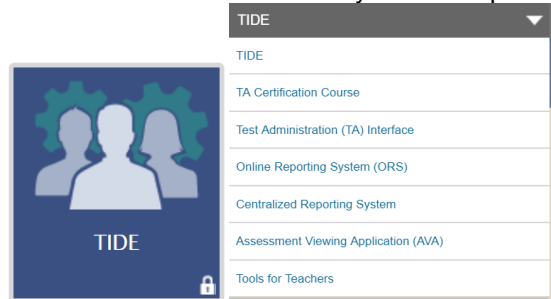 TIDE
TIDE
TA Certification Course
Test Administration (TA) Interface
Online Reporting System (ORS)
Centralized Reporting System
Assessment Viewing Application (AVA)
Tools for Teachers
TIDE